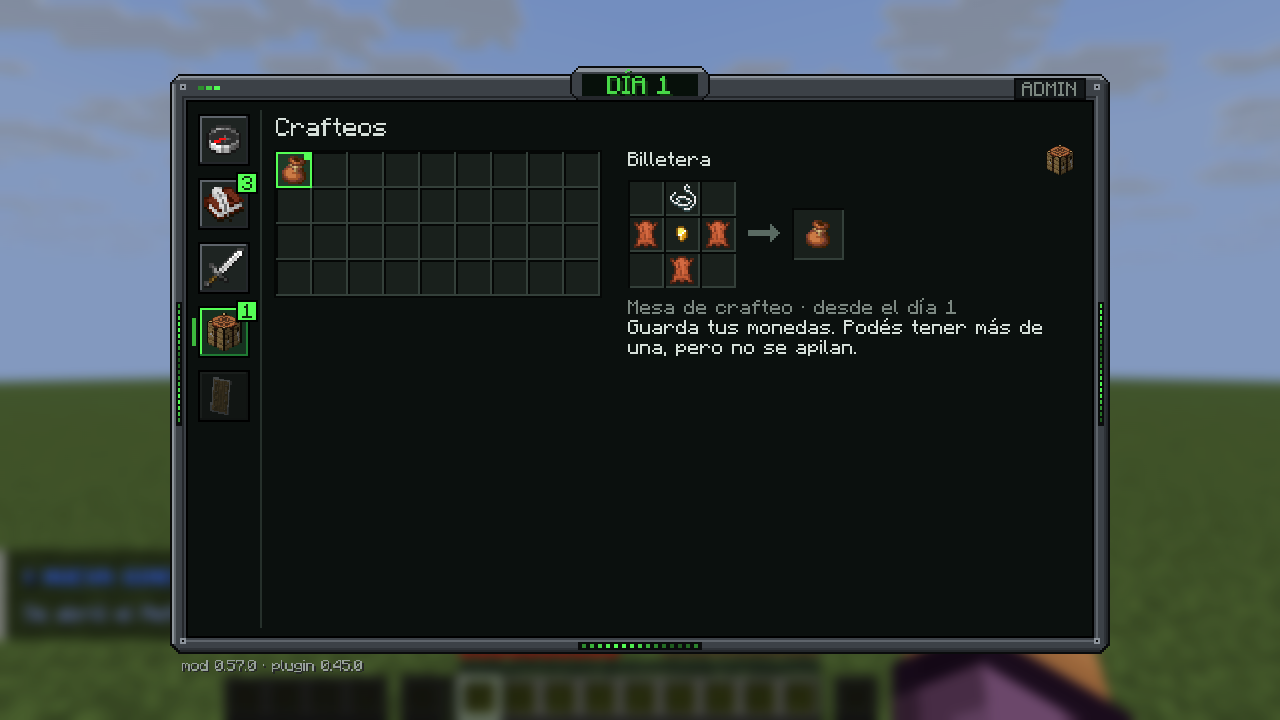 DÍA 1
ADMIN
Crafteos
3
1
Billetera
Mesa de crafteo · desde el día 1
Guarda tus monedas. Podés tener más de
una, pero no se apilan.
mod 0.57.0 · plugin 0.45.0